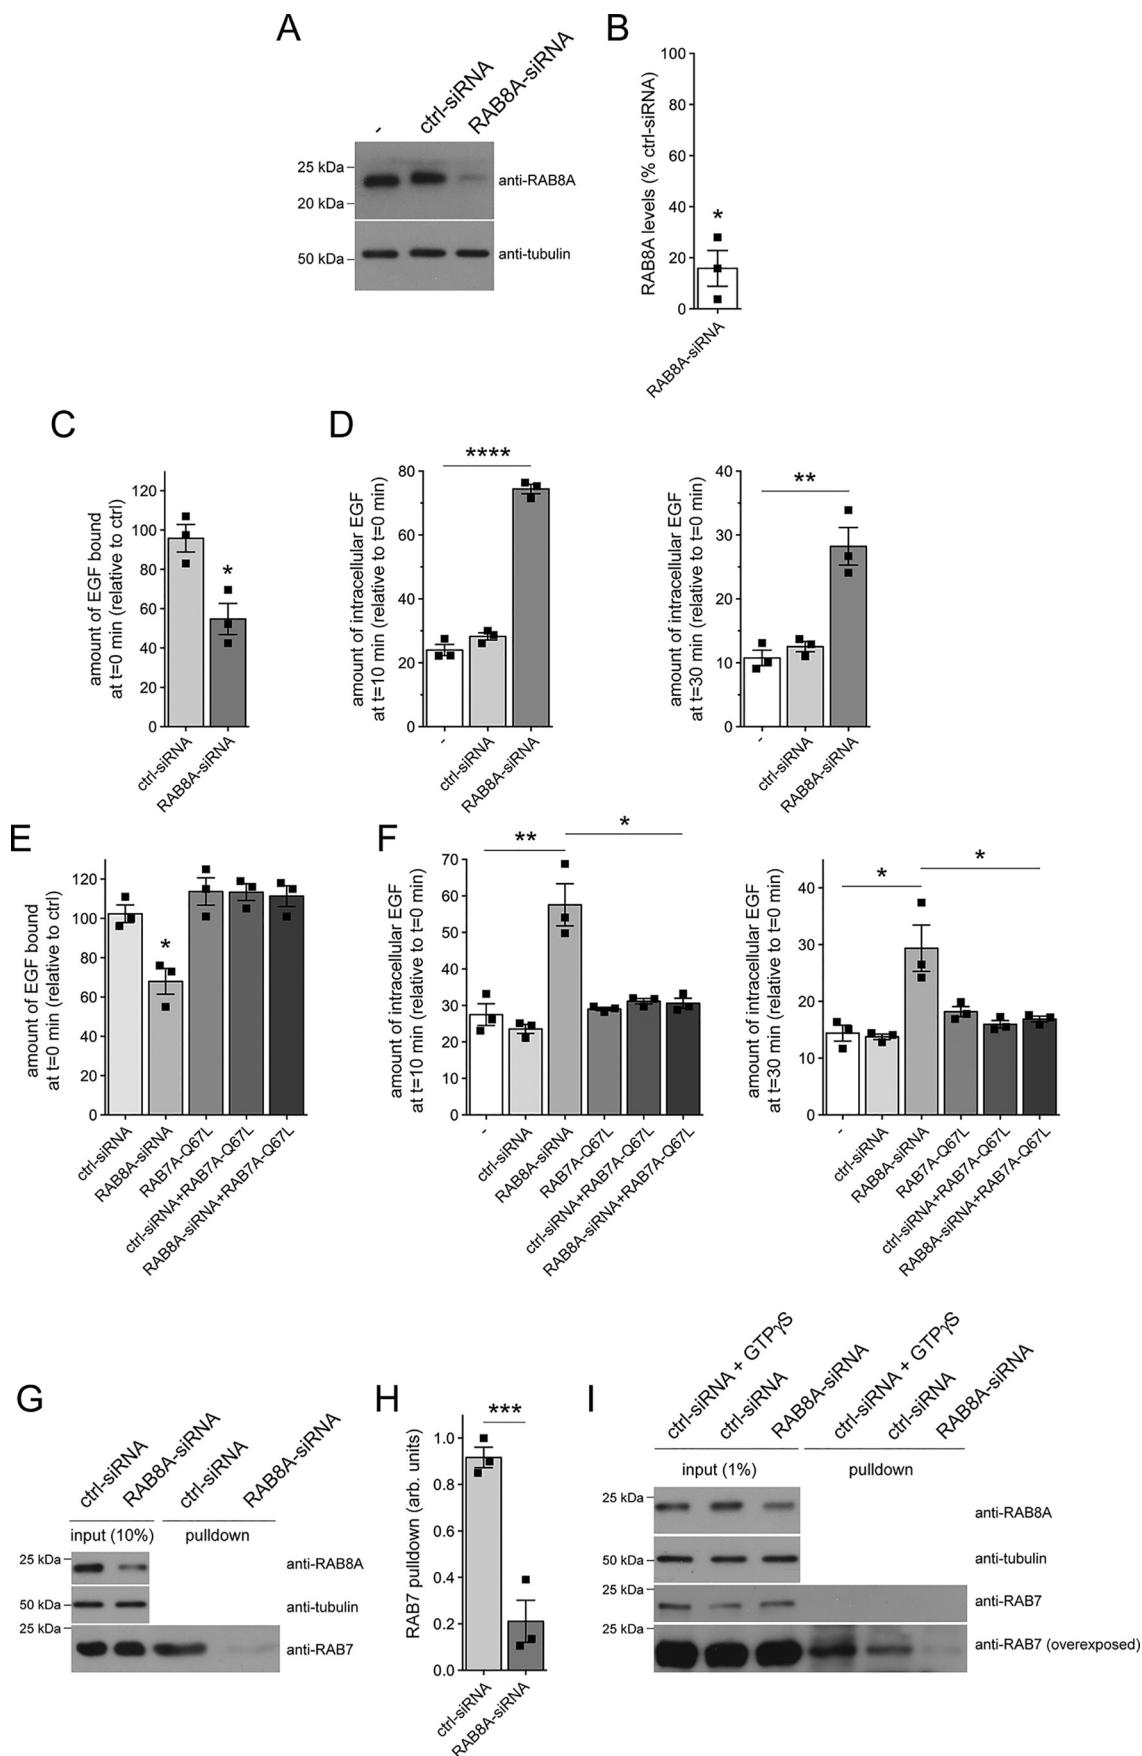 A
-
ctrl-siRNA
RAB8A-siRNA
25 kDa
20 kDa
50 kDa
anti-RAB8A
anti-tubulin
B
RAB8A levels (% ctrl-siRNA)
100
80
60
40
20
0
*
RAB8A-siRNA
C
amount of EGF bound
at t=0 min (relative to ctrl)
120
100
80
60
40
20
0
*
ctrl-siRNA
RAB8A-siRNA
D
amount of intracellular EGF
at t=10 min (relative to t=0 min)
80
60
40
20
0
****
-
ctrl-siRNA
RAB8A-siRNA
amount of intracellular EGF
at t=30 min (relative to t=0 min)
40
30
20
10
0
**
-
ctrl-siRNA
RAB8A-siRNA
E
amount of EGF bound
at t=0 min (relative to ctrl)
120
100
80
60
40
20
0
*
ctrl-siRNA
RAB8A-siRNA
RAB7A-Q67L
ctrl-siRNA+RAB7A-Q67L
RAB8A-siRNA+RAB7A-Q67L
F
amount of intracellular EGF
at t=10 min (relative to t=0 min)
70
60
50
40
30
20
10
0
**
*
-
ctrl-siRNA
RAB8A-siRNA
RAB7A-Q67L
ctrl-siRNA+RAB7A-Q67L
RAB8A-siRNA+RAB7A-Q67L
amount of intracellular EGF
at t=30 min (relative to t=0 min)
40
30
20
10
0
*
*
-
ctrl-siRNA
RAB8A-siRNA
RAB7A-Q67L
ctrl-siRNA+RAB7A-Q67L
RAB8A-siRNA+RAB7A-Q67L
G
ctrl-siRNA
RAB8A-siRNA
ctrl-siRNA
RAB8A-siRNA
input (10%)
pulldown
25 kDa
50 kDa
25 kDa
anti-RAB8A
anti-tubulin
anti-RAB7
H
RAB7 pulldown (arb. units)
1.0
0.8
0.6
0.4
0.2
0.0
***
ctrl-siRNA
RAB8A-siRNA
I
ctrl-siRNA + GTPγS
ctrl-siRNA
RAB8A-siRNA
ctrl-siRNA + GTPγS
ctrl-siRNA
RAB8A-siRNA
input (1%)
pulldown
25 kDa
50 kDa
25 kDa
25 kDa
anti-RAB8A
anti-tubulin
anti-RAB7
anti-RAB7 (overexposed)